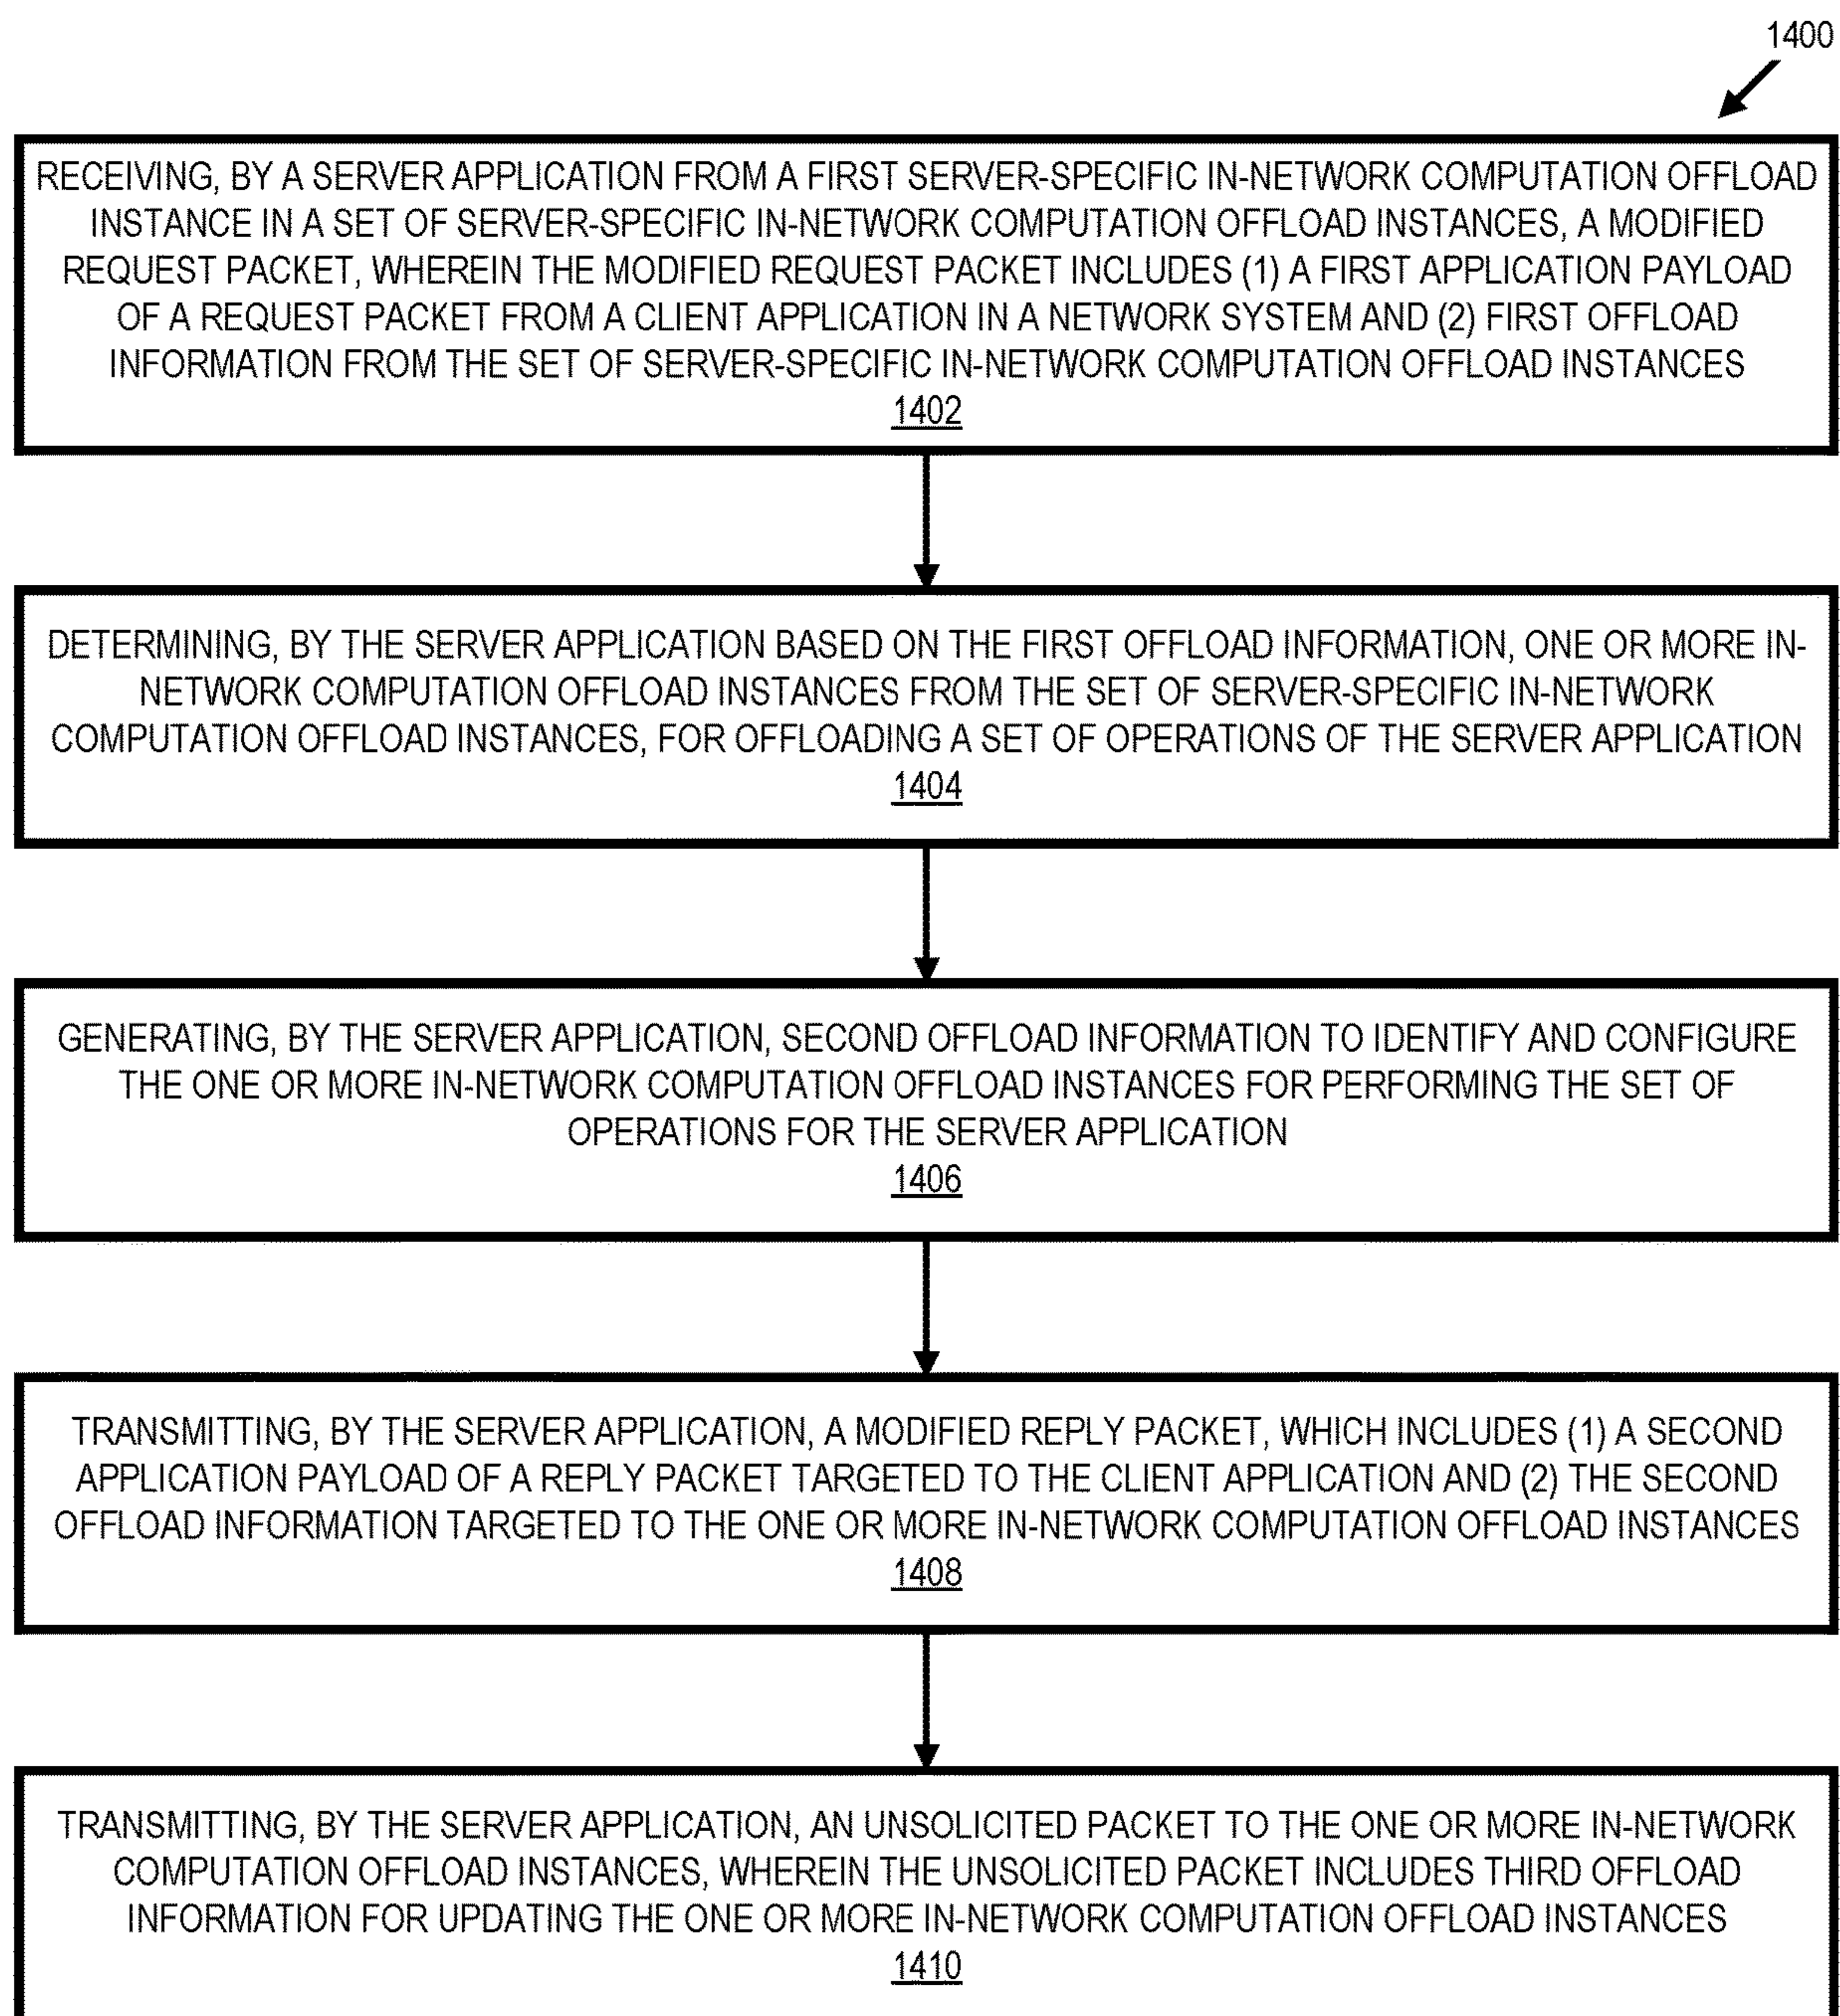 1400
RECEIVING, BY A SERVER APPLICATION FROM A FIRST SERVER-SPECIFIC IN-NETWORK COMPUTATION OFFLOAD
INSTANCE IN A SET OF SERVER-SPECIFIC IN-NETWORK COMPUTATION OFFLOAD INSTANCES, A MODIFIED
REQUEST PACKET, WHEREIN THE MODIFIED REQUEST PACKET INCLUDES (1) A FIRST APPLICATION PAYLOAD
OF A REQUEST PACKET FROM A CLIENT APPLICATION IN A NETWORK SYSTEM AND (2) FIRST OFFLOAD
INFORMATION FROM THE SET OF SERVER-SPECIFIC IN-NETWORK COMPUTATION OFFLOAD INSTANCES
1402
DETERMINING, BY THE SERVER APPLICATION BASED ON THE FIRST OFFLOAD INFORMATION, ONE OR MORE IN-
NETWORK COMPUTATION OFFLOAD INSTANCES FROM THE SET OF SERVER-SPECIFIC IN-NETWORK
COMPUTATION OFFLOAD INSTANCES, FOR OFFLOADING A SET OF OPERATIONS OF THE SERVER APPLICATION
1404
GENERATING, BY THE SERVER APPLICATION, SECOND OFFLOAD INFORMATION TO IDENTIFY AND CONFIGURE
THE ONE OR MORE IN-NETWORK COMPUTATION OFFLOAD INSTANCES FOR PERFORMING THE SET OF
OPERATIONS FOR THE SERVER APPLICATION
1406
TRANSMITTING, BY THE SERVER APPLICATION, A MODIFIED REPLY PACKET, WHICH INCLUDES (1) A SECOND
APPLICATION PAYLOAD OF A REPLY PACKET TARGETED TO THE CLIENT APPLICATION AND (2) THE SECOND
OFFLOAD INFORMATION TARGETED TO THE ONE OR MORE IN-NETWORK COMPUTATION OFFLOAD INSTANCES
1408
TRANSMITTING, BY THE SERVER APPLICATION, AN UNSOLICITED PACKET TO THE ONE OR MORE IN-NETWORK
COMPUTATION OFFLOAD INSTANCES, WHEREIN THE UNSOLICITED PACKET INCLUDES THIRD OFFLOAD
INFORMATION FOR UPDATING THE ONE OR MORE IN-NETWORK COMPUTATION OFFLOAD INSTANCES
1410